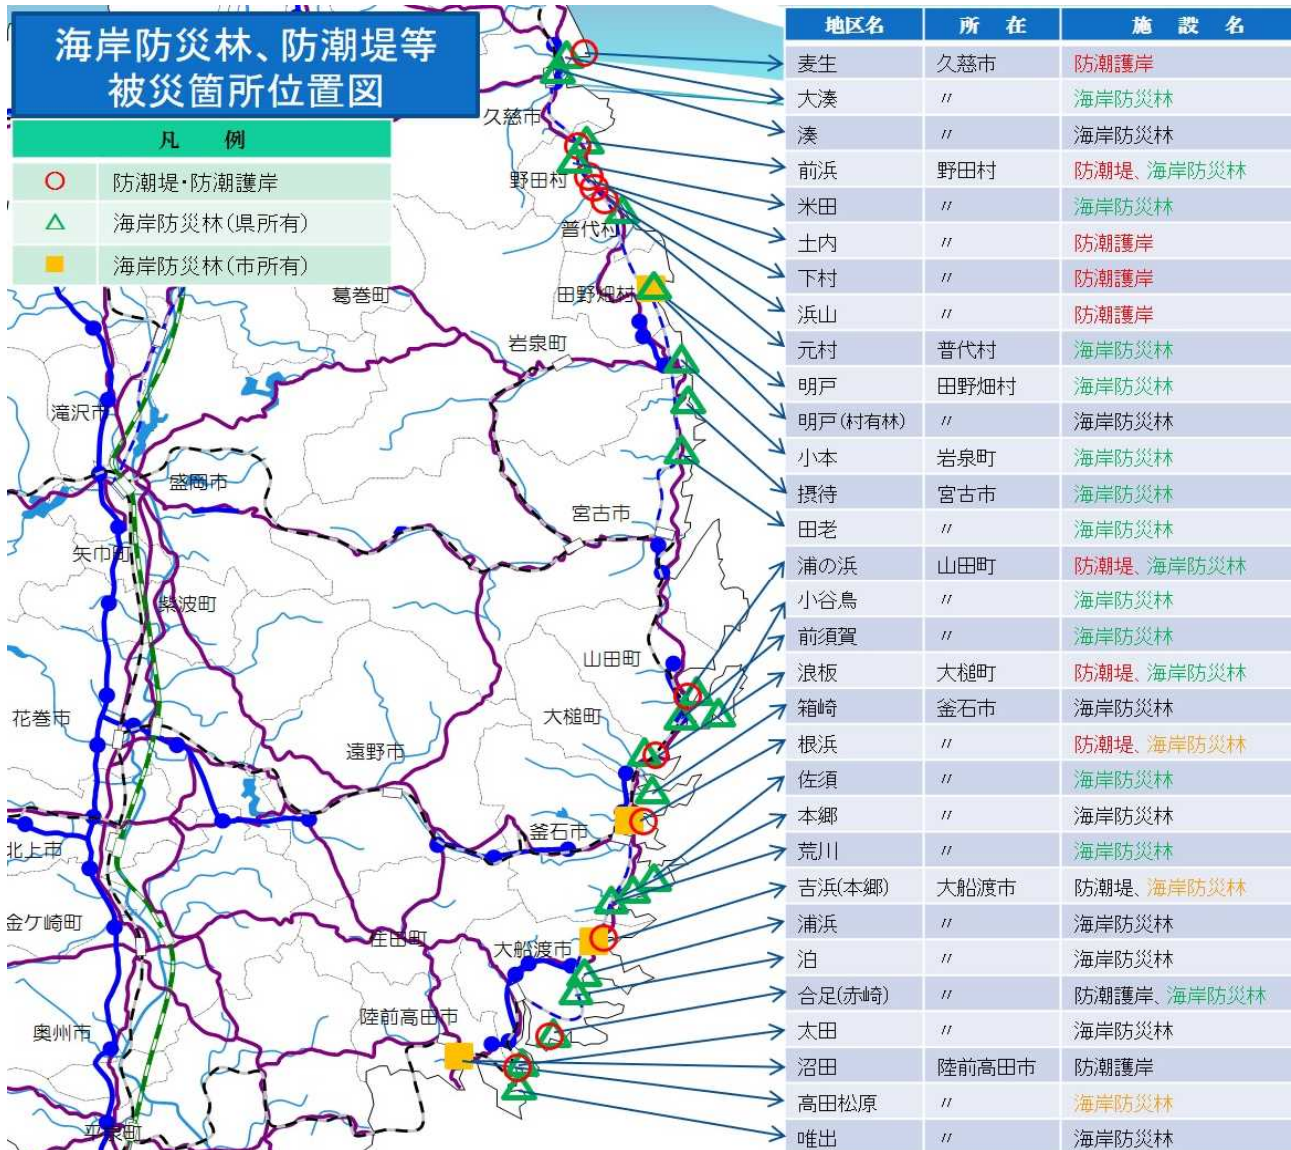 海岸防災林、防潮堤等
被災箇所位置図
凡 例
防潮堤・防潮護岸
海岸防災林(県所有)
海岸防災林(市所有)
久慈市
野田村
普代村
葛巻町
田野畑村
岩泉町
滝沢市
盛岡市
宮古市
矢巾町
紫波町
山田町
花巻市
大槌町
遠野市
釜石市
北上市
金ケ崎町
住田町
大船渡市
陸前高田市
奥州市
平泉町
地区名 所 在 施 設 名
麦生 久慈市 防潮護岸
大湊 〃 海岸防災林
湊 〃 海岸防災林
前浜 野田村 防潮堤、海岸防災林
米田 〃 海岸防災林
土内 〃 防潮護岸
下村 〃 防潮護岸
浜山 〃 防潮護岸
元村 普代村 海岸防災林
明戸 田野畑村 海岸防災林
明戸(村有林) 〃 海岸防災林
小本 岩泉町 海岸防災林
摂待 宮古市 海岸防災林
田老 〃 海岸防災林
浦の浜 山田町 防潮堤、海岸防災林
小谷鳥 〃 海岸防災林
前須賀 〃 海岸防災林
浪板 大槌町 防潮堤、海岸防災林
箱崎 釜石市 海岸防災林
根浜 〃 防潮堤、海岸防災林
佐須 〃 海岸防災林
本郷 〃 海岸防災林
荒川 〃 海岸防災林
吉浜(本郷) 大船渡市 防潮堤、海岸防災林
浦浜 〃 海岸防災林
泊 〃 海岸防災林
合足(赤崎) 〃 防潮護岸、海岸防災林
太田 〃 海岸防災林
沼田 陸前高田市 防潮護岸
高田松原 〃 海岸防災林
唯出 〃 海岸防災林